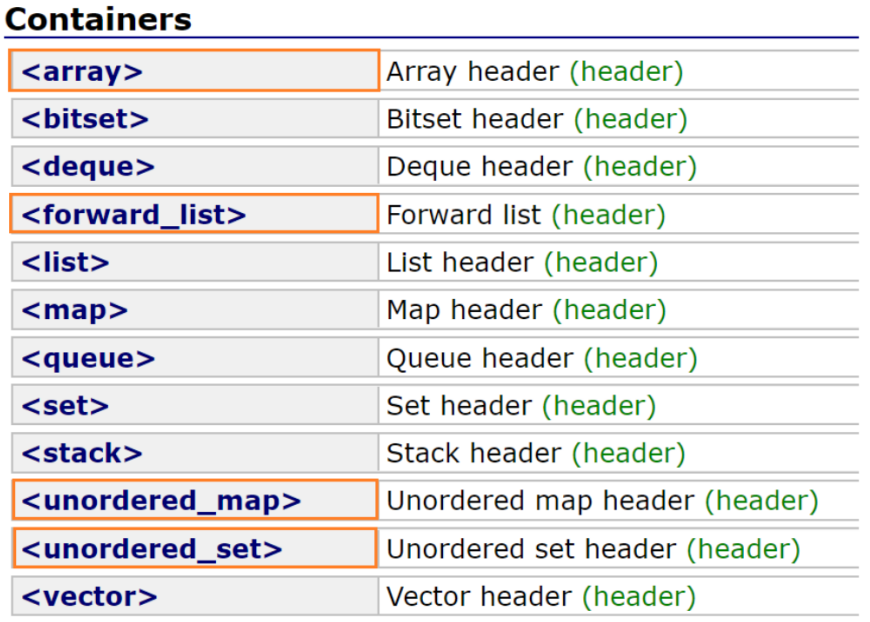 Containers
<array> Array header (header)
<bitset> Bitset header (header)
<deque> Deque header (header)
<forward_list> Forward list (header)
<list> List header (header)
<map> Map header (header)
<queue> Queue header (header)
<set> Set header (header)
<stack> Stack header (header)
<unordered_map> Unordered map header (header)
<unordered_set> Unordered set header (header)
<vector> Vector header (header)